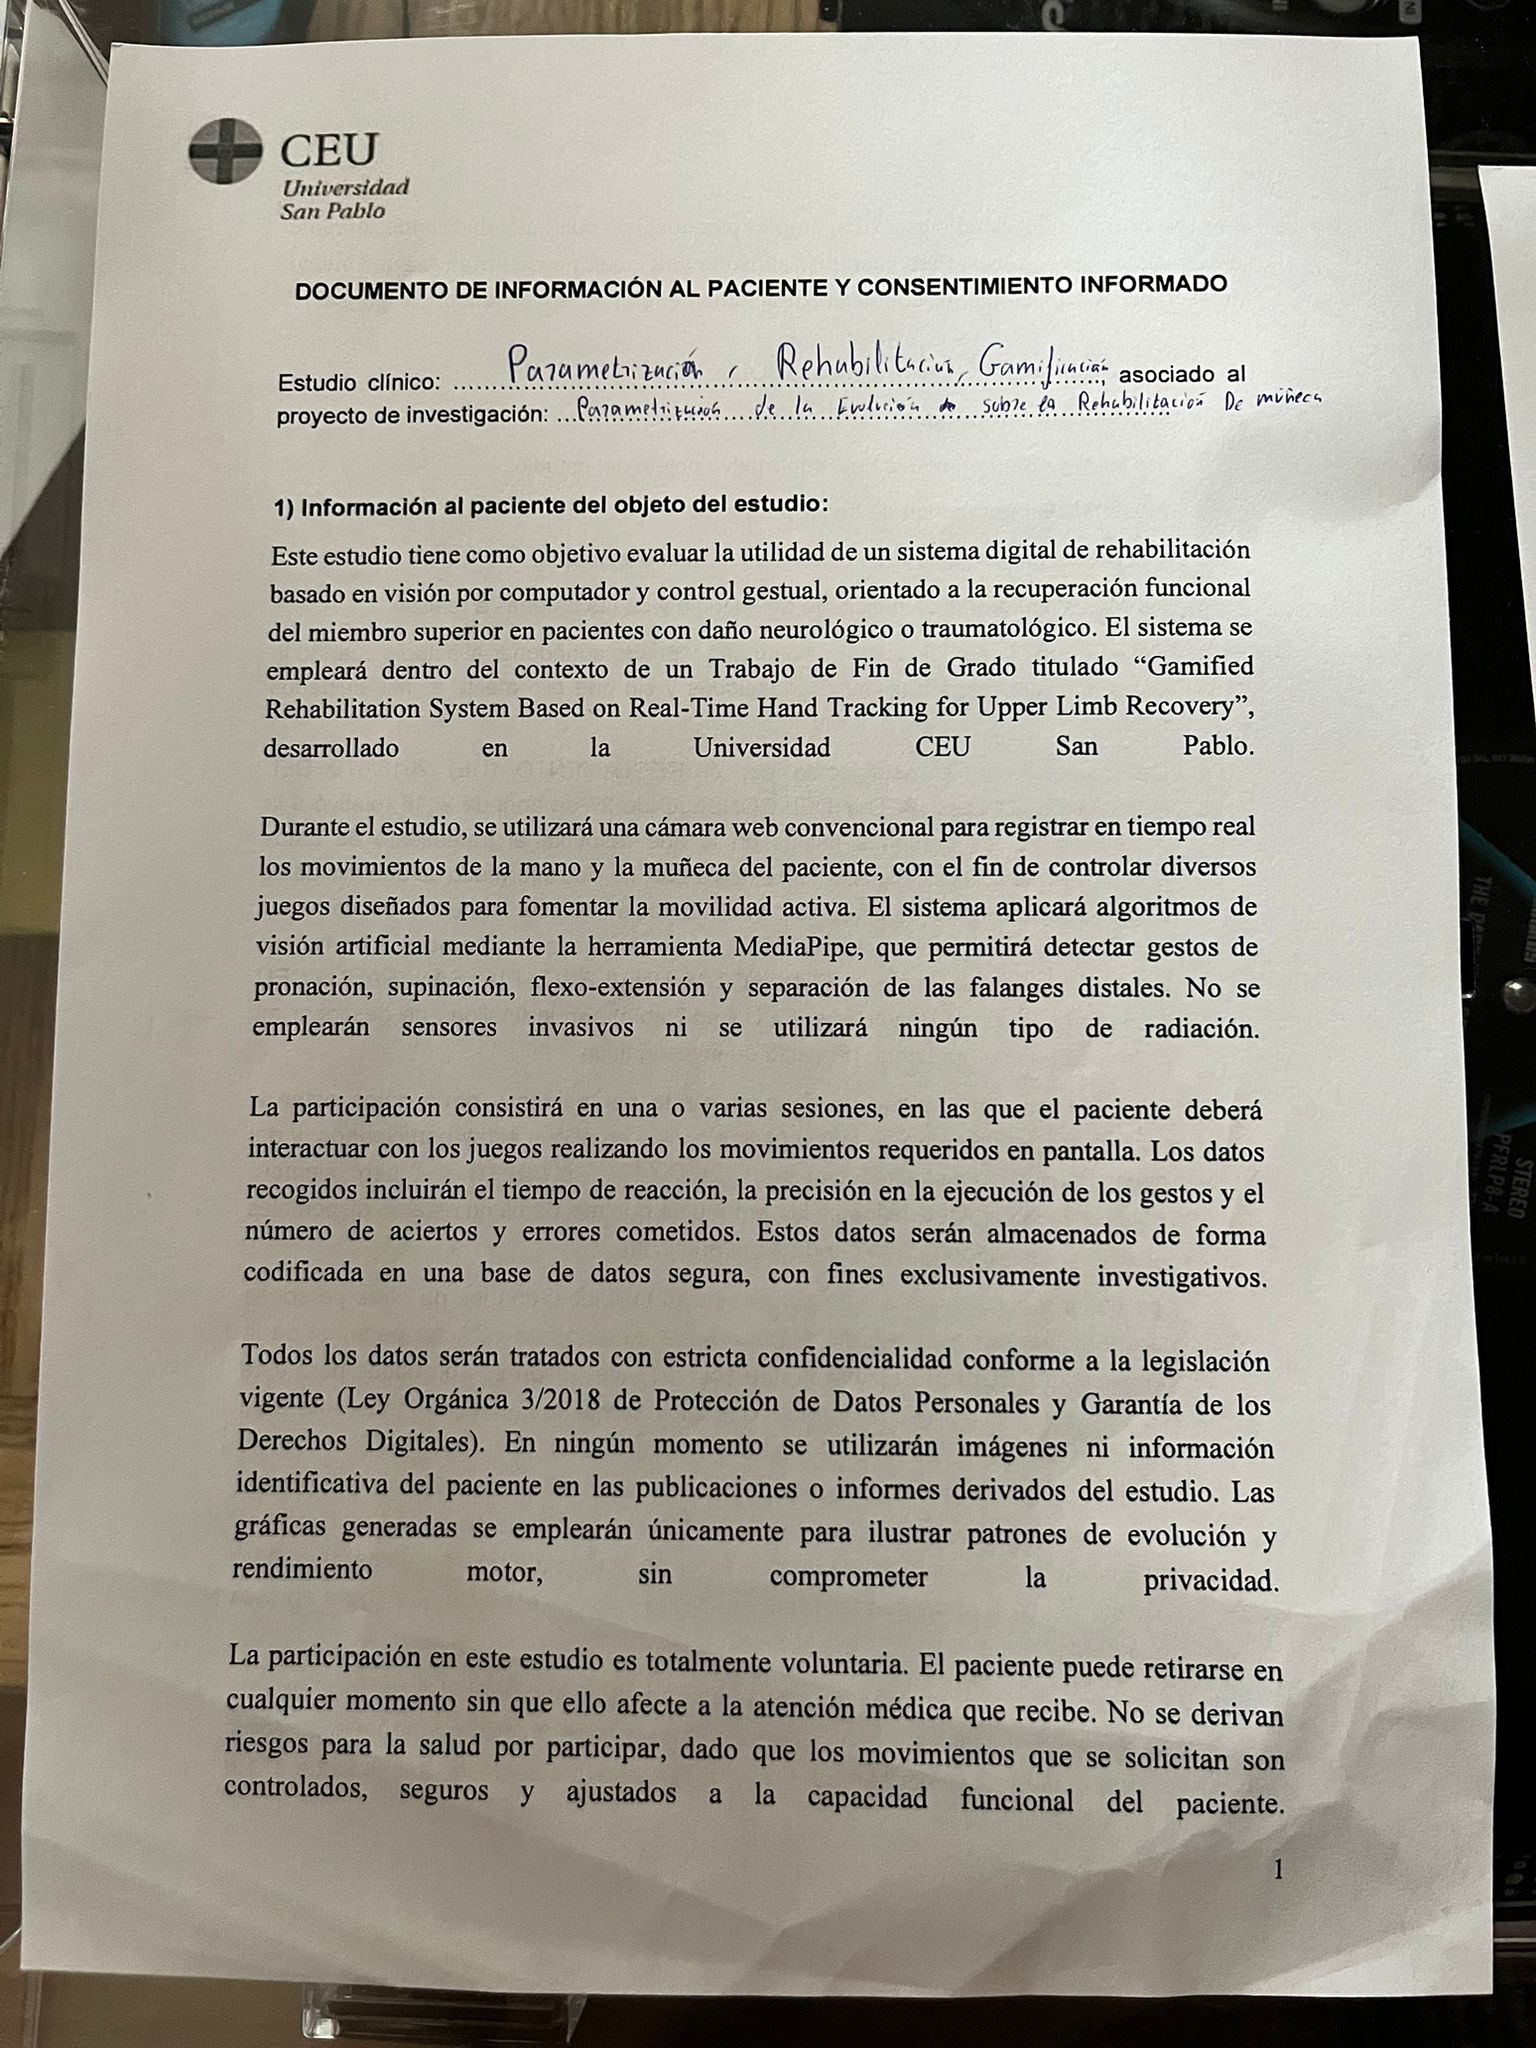 CEU
Universidad
San Pablo
DOCUMENTO DE INFORMACIÓN AL PACIENTE Y CONSENTIMIENTO INFORMADO
Estudio clínico: Parametrización, Rehabilitación, Gamificación, asociado al
proyecto de investigación: Parametrización de la Evolución sobre la Rehabilitación De muñeca
1) Información al paciente del objeto del estudio:
Este estudio tiene como objetivo evaluar la utilidad de un sistema digital de rehabilitación
basado en visión por computador y control gestual, orientado a la recuperación funcional
del miembro superior en pacientes con daño neurológico o traumatológico. El sistema se
empleará dentro del contexto de un Trabajo de Fin de Grado titulado “Gamified
Rehabilitation System Based on Real-Time Hand Tracking for Upper Limb Recovery”,
desarrollado en la Universidad CEU San Pablo.
Durante el estudio, se utilizará una cámara web convencional para registrar en tiempo real
los movimientos de la mano y la muñeca del paciente, con el fin de controlar diversos
juegos diseñados para fomentar la movilidad activa. El sistema aplicará algoritmos de
visión artificial mediante la herramienta MediaPipe, que permitirá detectar gestos de
pronación, supinación, flexo-extensión y separación de las falanges distales. No se
emplearán sensores invasivos ni se utilizará ningún tipo de radiación.
La participación consistirá en una o varias sesiones, en las que el paciente deberá
interactuar con los juegos realizando los movimientos requeridos en pantalla. Los datos
recogidos incluirán el tiempo de reacción, la precisión en la ejecución de los gestos y el
número de aciertos y errores cometidos. Estos datos serán almacenados de forma
codificada en una base de datos segura, con fines exclusivamente investigativos.
Todos los datos serán tratados con estricta confidencialidad conforme a la legislación
vigente (Ley Orgánica 3/2018 de Protección de Datos Personales y Garantía de los
Derechos Digitales). En ningún momento se utilizarán imágenes ni información
identificativa del paciente en las publicaciones o informes derivados del estudio. Las
gráficas generadas se emplearán únicamente para ilustrar patrones de evolución y
rendimiento motor, sin comprometer la privacidad.
La participación en este estudio es totalmente voluntaria. El paciente puede retirarse en
cualquier momento sin que ello afecte a la atención médica que recibe. No se derivan
riesgos para la salud por participar, dado que los movimientos que se solicitan son
controlados, seguros y ajustados a la capacidad funcional del paciente.
1
STEREO
PFRLP8-A